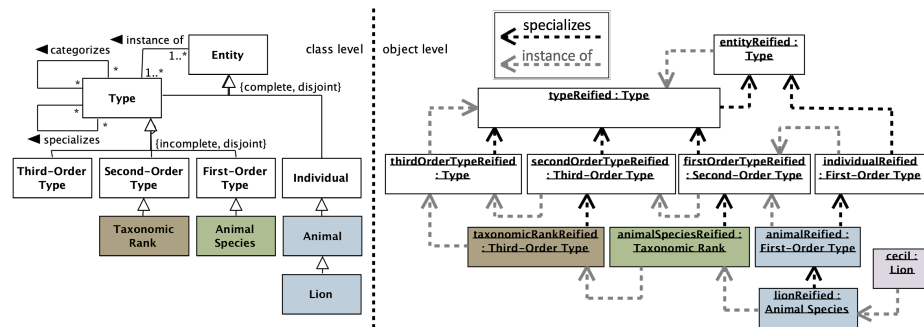 ◀ categorizes
*
*
◀ instance of
1..*
1..*
Entity
Type
{complete, disjoint}
*
*
◀ specializes
{incomplete, disjoint}
Third-Order
Type
Second-Order
Type
First-Order
Type
Individual
Taxonomic
Rank
Animal
Species
Animal
Lion
class level
object level
specializes
instance of
entityReified :
Type
typeReified : Type
thirdOrderTypeReified
: Type
secondOrderTypeReified
: Third-Order Type
firstOrderTypeReified
: Second-Order Type
individualReified
: First-Order Type
taxonomicRankReified
: Third-Order Type
animalSpeciesReified :
Taxonomic Rank
animalReified :
First-Order Type
cecil :
Lion
lionReified :
Animal Species